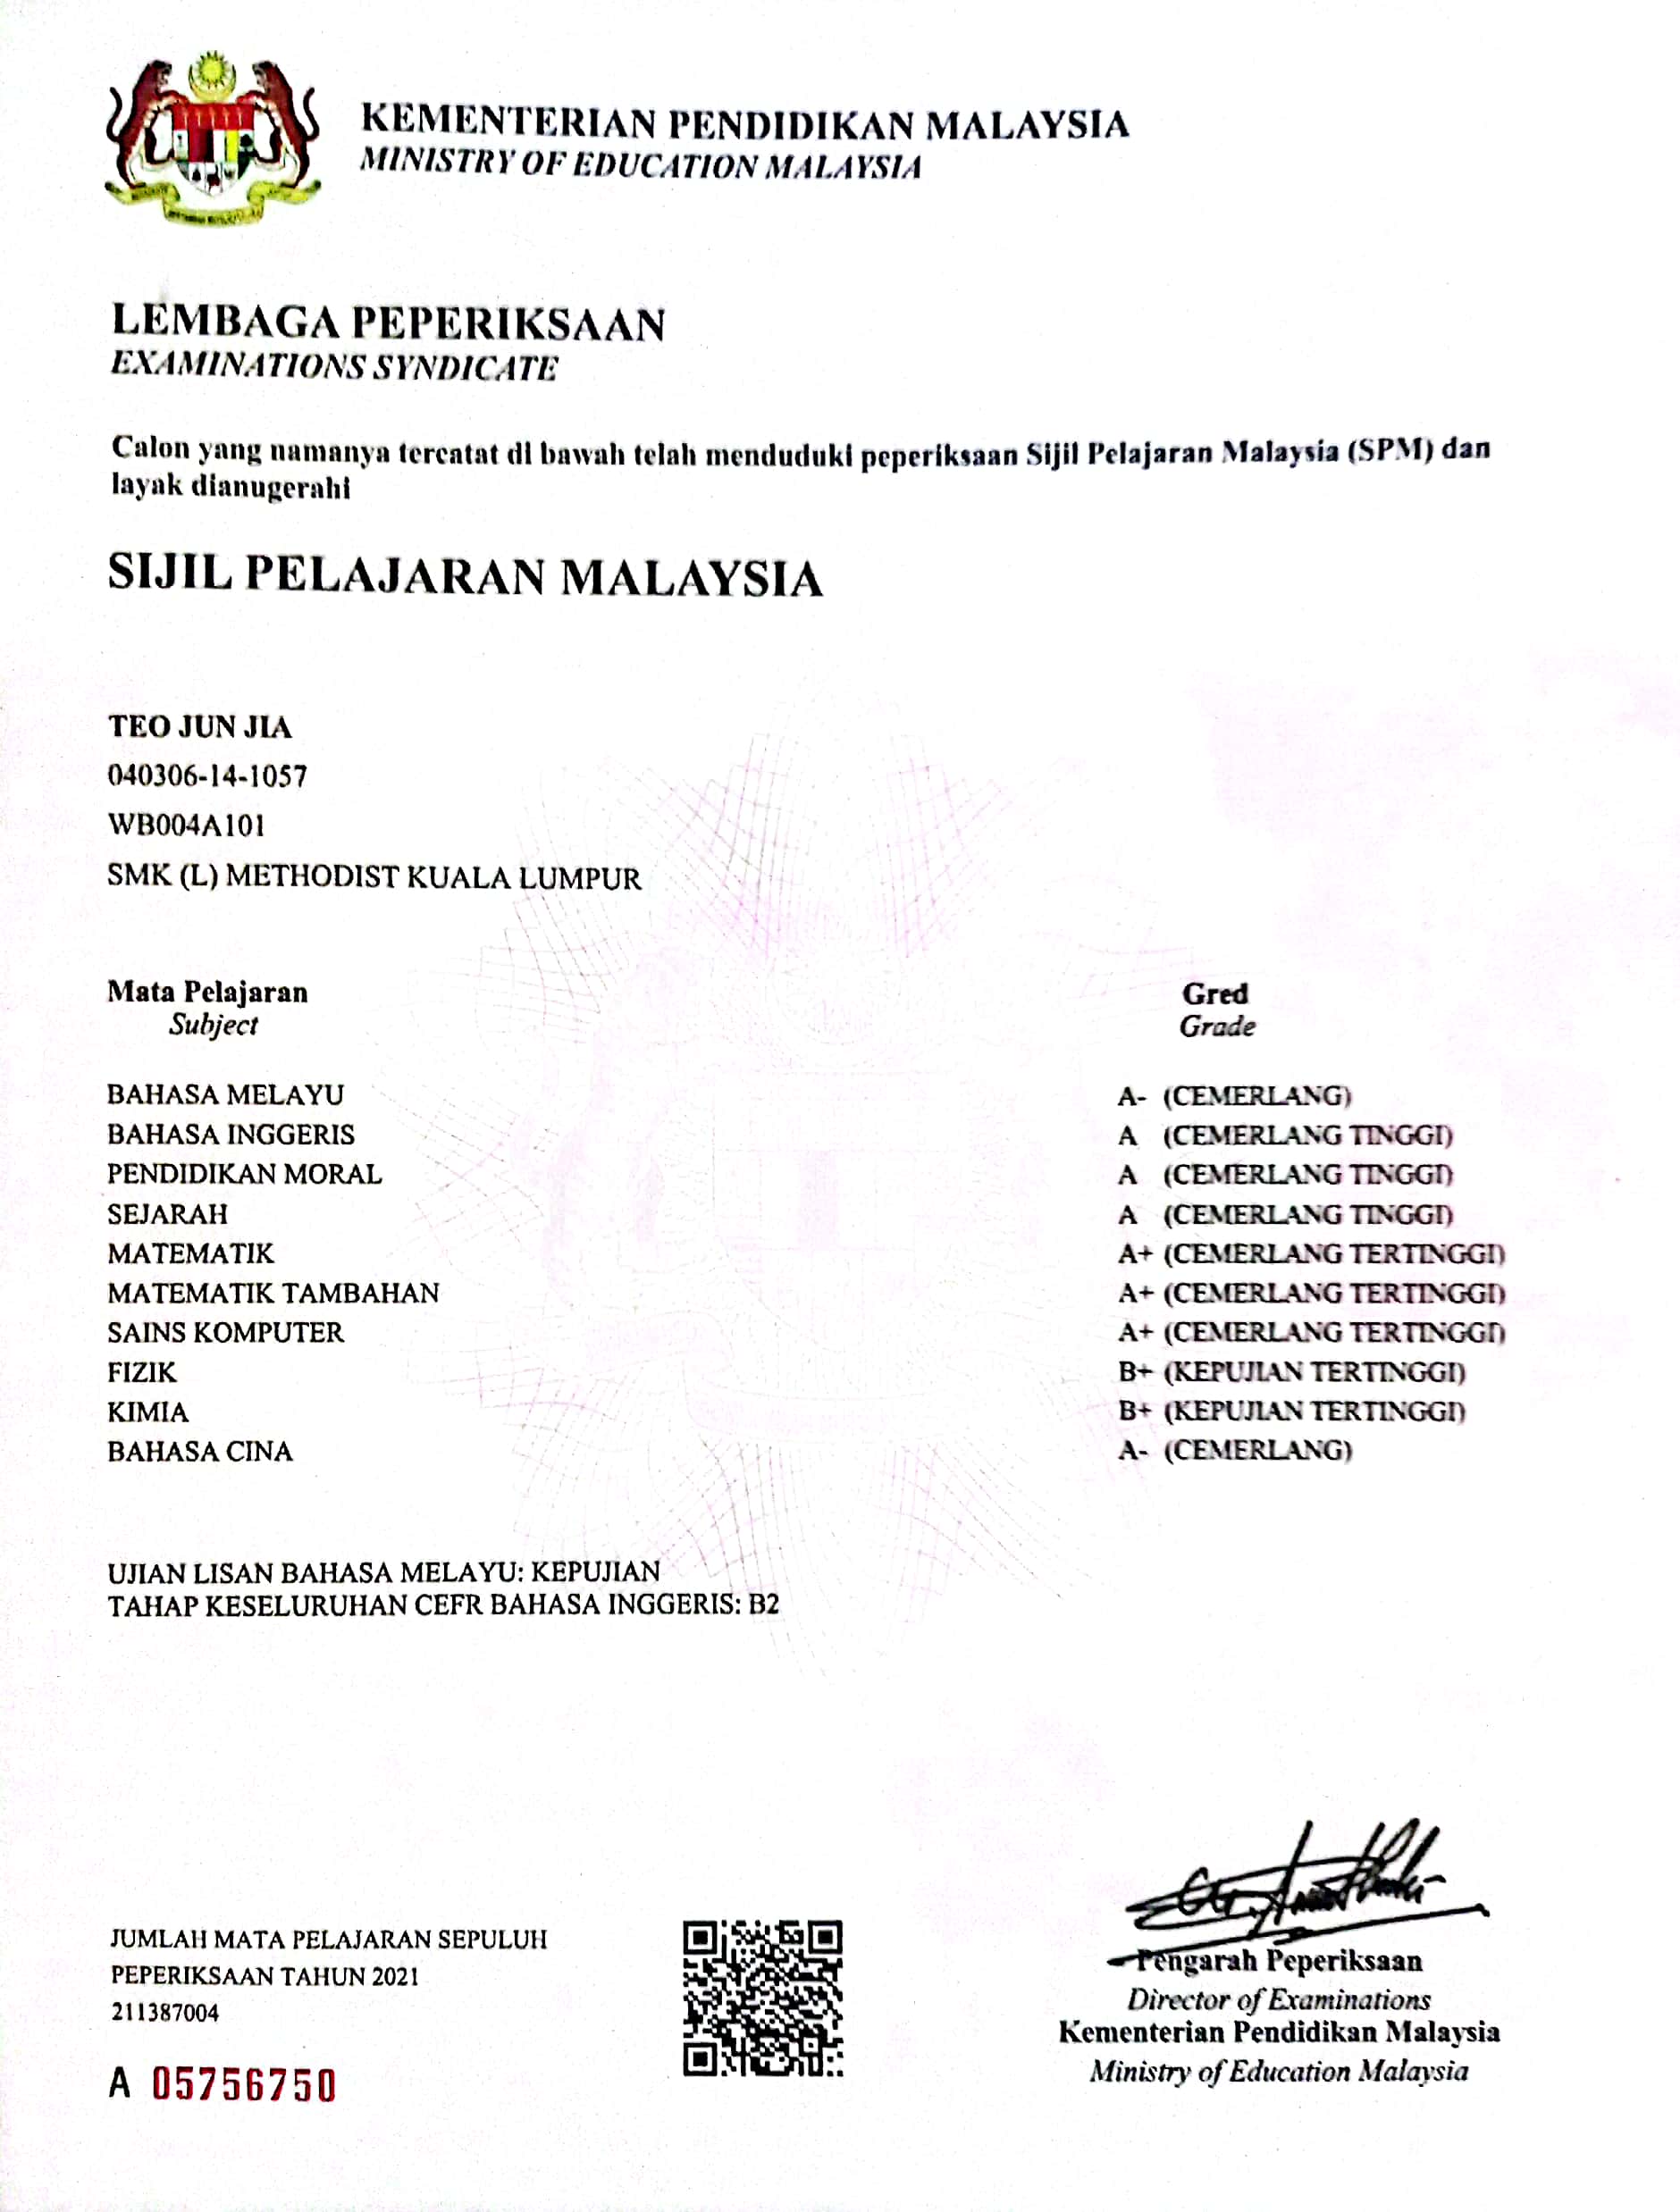 KEMENTERIAN PENDIDIKAN MALAYSIA
MINISTRY OF EDUCATION MALAYSIA
LEMBAGA PEPERIKSAAN
EXAMINATIONS SYNDICATE
Calon yang namanya tercatat di bawah telah menduduki peperiksaan Sijil Pelajaran Malaysia (SPM) dan
layak dianugerahi
SIJIL PELAJARAN MALAYSIA
TEO JUN JIA
040306-14-1057
WB004A101
SMK (L) METHODIST KUALA LUMPUR
Mata Pelajaran Gred
Subject Grade
BAHASA MELAYU A- (CEMERLANG)
BAHASA INGGERIS A (CEMERLANG TINGGI)
PENDIDIKAN MORAL A (CEMERLANG TINGGI)
SEJARAH A (CEMERLANG TINGGI)
MATEMATIK A+ (CEMERLANG TERTINGGI)
MATEMATIK TAMBAHAN A+ (CEMERLANG TERTINGGI)
SAINS KOMPUTER A+ (CEMERLANG TERTINGGI)
FIZIK B+ (KEPUJIAN TERTINGGI)
KIMIA B+ (KEPUJIAN TERTINGGI)
BAHASA CINA A- (CEMERLANG)
UJIAN LISAN BAHASA MELAYU: KEPUJIAN
TAHAP KESELURUHAN CEFR BAHASA INGGERIS: B2
JUMLAH MATA PELAJARAN SEPULUH
PEPERIKSAAN TAHUN 2021
211387004
A 05756750
Pengarah Peperiksaan
Director of Examinations
Kementerian Pendidikan Malaysia
Ministry of Education Malaysia